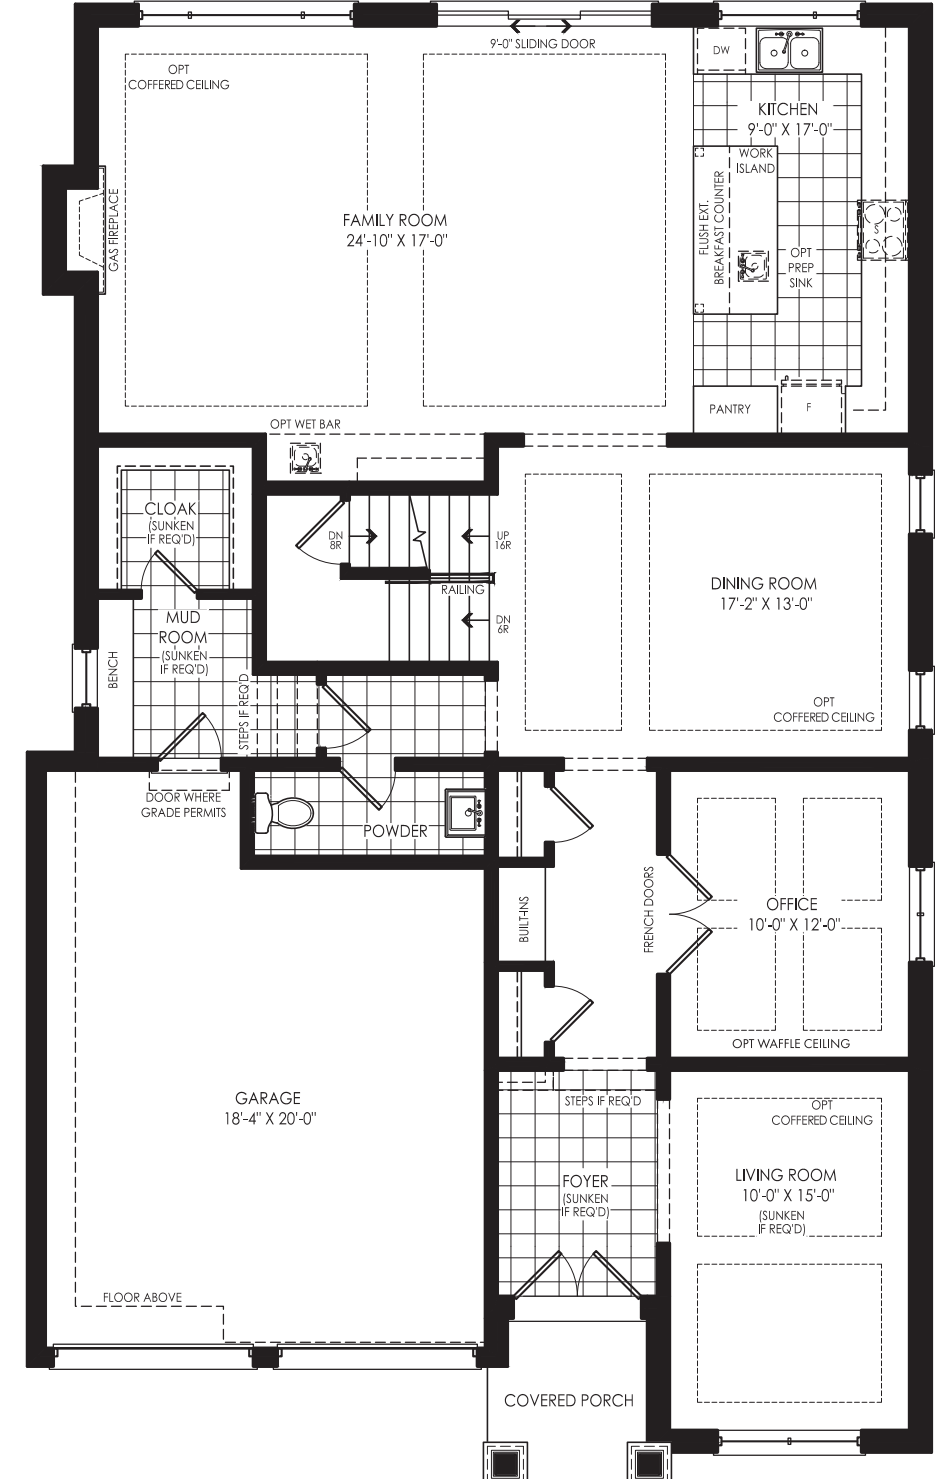 9'-0" SLIDING DOOR
OPT
COFFERED CEILING
DW
KITCHEN
9'-0" X 17'-0"
WORK
ISLAND
FLUSH EXT.
BREAKFAST COUNTER
GAS FIREPLACE
FAMILY ROOM
24'-10" X 17'-0"
S
OPT
PREP
SINK
PANTRY
F
OPT WET BAR
CLOAK
(SUNKEN
IF REQ'D)
DN
8R
UP
16R
RAILING
DN
6R
DINING ROOM
17'-2" X 13'-0"
MUD
ROOM
(SUNKEN
IF REQ'D)
BENCH
STEPS IF REQ'D
OPT
COFFERED CEILING
DOOR WHERE
GRADE PERMITS
POWDER
BUILT-INS
FRENCH DOORS
OFFICE
10'-0" X 12'-0"
OPT WAFFLE CEILING
GARAGE
18'-4" X 20'-0"
STEPS IF REQ'D
OPT
COFFERED CEILING
FOYER
(SUNKEN
IF REQ'D)
LIVING ROOM
10'-0" X 15'-0"
(SUNKEN
IF REQ'D)
FLOOR ABOVE
COVERED PORCH